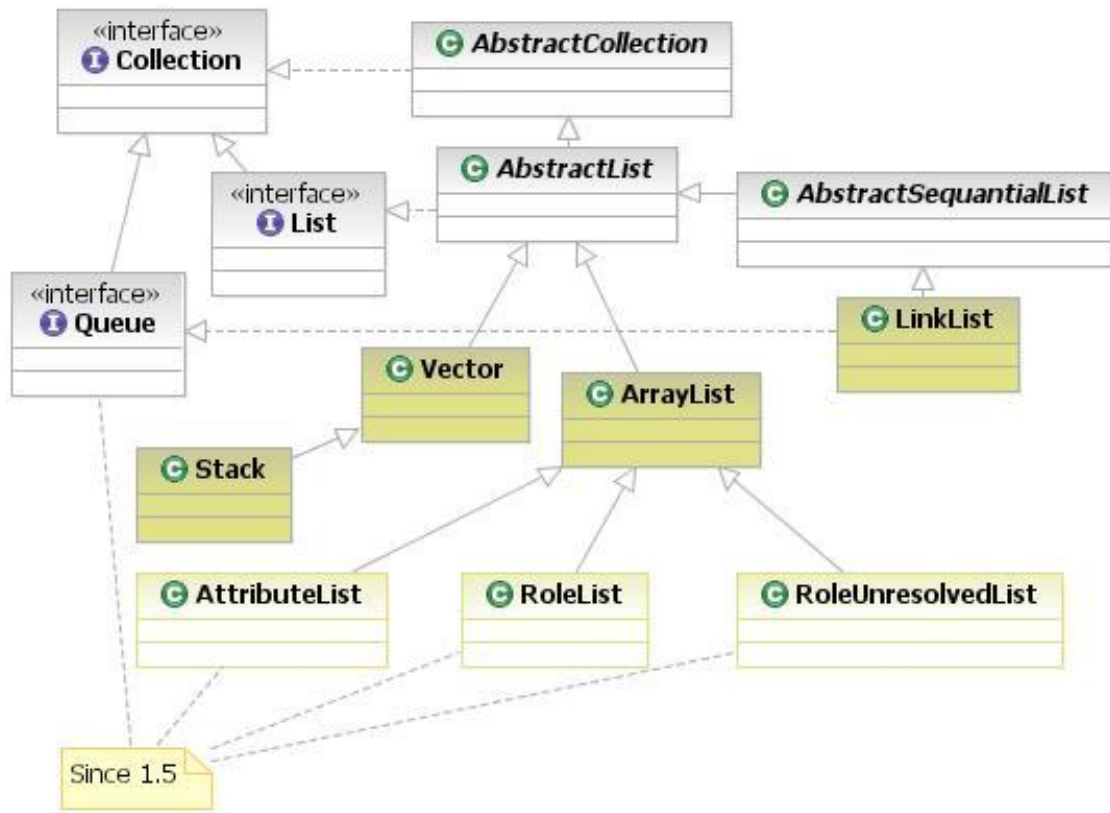 «interface»
Collection
AbstractCollection
AbstractList
AbstractSequantialList
«interface»
List
«interface»
Queue
LinkList
Vector
ArrayList
Stack
AttributeList
RoleList
RoleUnresolvedList
Since 1.5